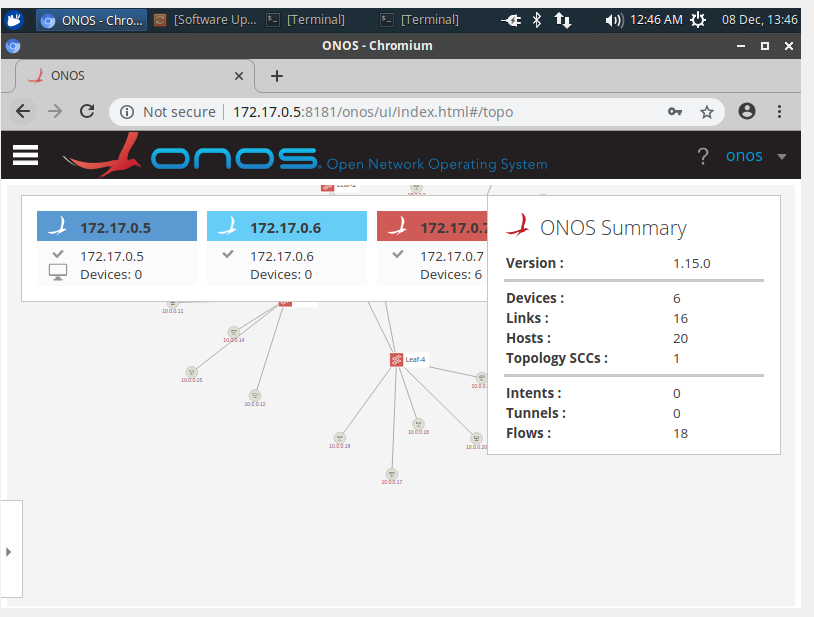 ONOS - Chro...
[Software Up...
[Terminal]
[Terminal]
12:46 AM
08 Dec, 13:46
ONOS - Chromium
ONOS
Not secure
172.17.0.5:8181/onos/ui/index.html#/topo
onos. Open Network Operating System
? onos
172.17.0.5
172.17.0.5
Devices: 0
172.17.0.6
172.17.0.6
Devices: 0
172.17.0.7
172.17.0.7
Devices: 6
ONOS Summary
Version : 1.15.0
Devices : 6
Links : 16
Hosts : 20
Topology SCCs : 1
Intents : 0
Tunnels : 0
Flows : 18
10.0.0.11
10.0.0.14
10.0.0.15
10.0.0.12
Leaf-4
10.0.0.18
10.0.0.16
10.0.0.20
10.0.0.17